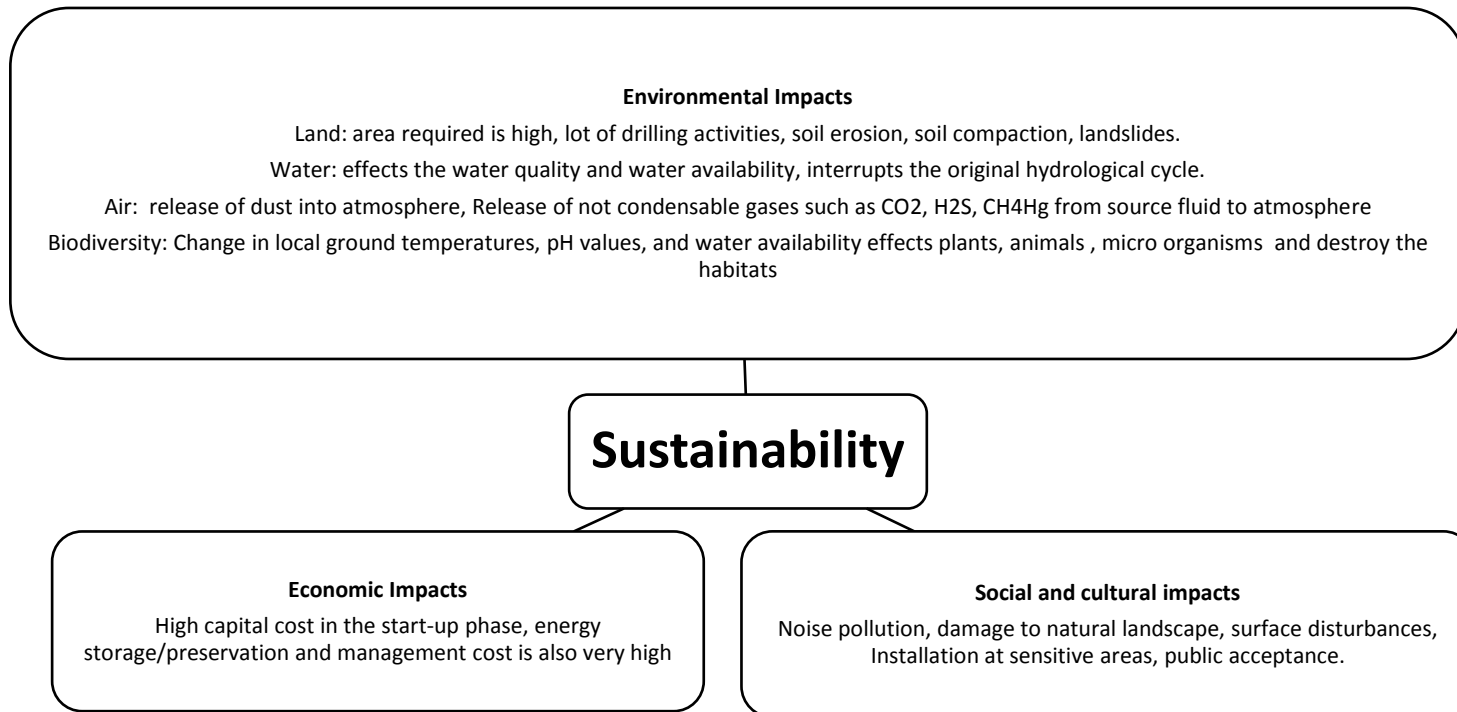 Environmental Impacts
Land: area required is high, lot of drilling activities, soil erosion, soil compaction, landslides.
Water: effects the water quality and water availability, interrupts the original hydrological cycle.
Air:  release of dust into atmosphere, Release of not condensable gases such as CO2, H2S, CH4Hg from source fluid to atmosphere
Biodiversity: Change in local ground temperatures, pH values, and water availability effects plants, animals , micro organisms  and destroy the
habitats
Sustainability
Economic Impacts
High capital cost in the start-up phase, energy
storage/preservation and management cost is also very high
Social and cultural impacts
Noise pollution, damage to natural landscape, surface disturbances,
Installation at sensitive areas, public acceptance.